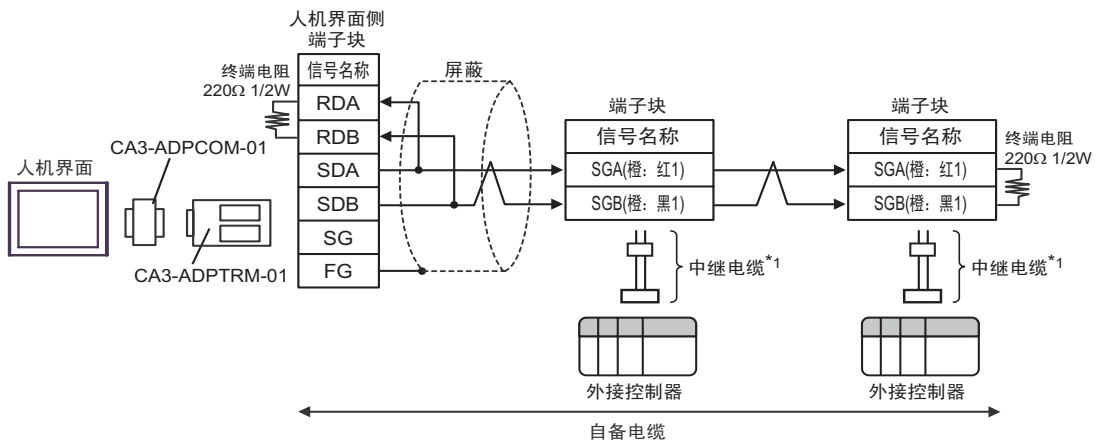 人机界面侧
端子块
终端电阻
220Ω 1/2W
信号名称
RDA
RDB
SDA
SDB
SG
FG
屏蔽
人机界面
CA3-ADPCOM-01
CA3-ADPTRM-01
端子块
信号名称
SGA(橙：红1)
SGB(橙：黑1)
中继电缆*1
外接控制器
端子块
信号名称
SGA(橙：红1)
SGB(橙：黑1)
终端电阻
220Ω 1/2W
中继电缆*1
外接控制器
自备电缆